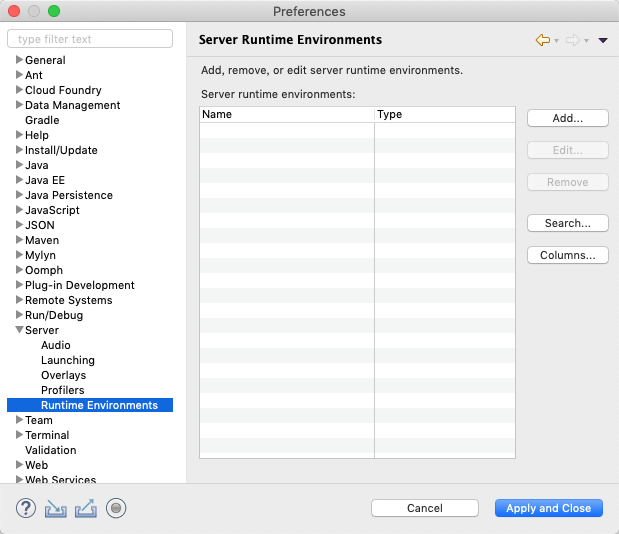 Preferences
type filter text
General
Ant
Cloud Foundry
Data Management
Gradle
Help
Install/Update
Java
Java EE
Java Persistence
JavaScript
JSON
Maven
Mylyn
Oomph
Plug-in Development
Remote Systems
Run/Debug
Server
Audio
Launching
Overlays
Profilers
Runtime Environments
Team
Terminal
Validation
Web
Web Services
Server Runtime Environments
Add, remove, or edit server runtime environments.
Server runtime environments:
Name Type
Add...
Edit...
Remove
Search...
Columns...
?
Cancel Apply and Close